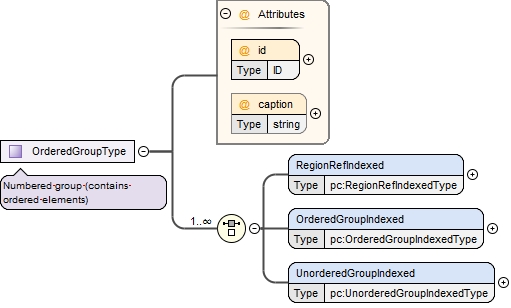 @ Attributes
@ id
Type ID
@ caption
Type string
OrderedGroupType
Numbered group (contains
ordered elements)
1..∞
RegionRefIndexed
Type pc:RegionRefIndexedType
OrderedGroupIndexed
Type pc:OrderedGroupIndexedType
UnorderedGroupIndexed
Type pc:UnorderedGroupIndexedType